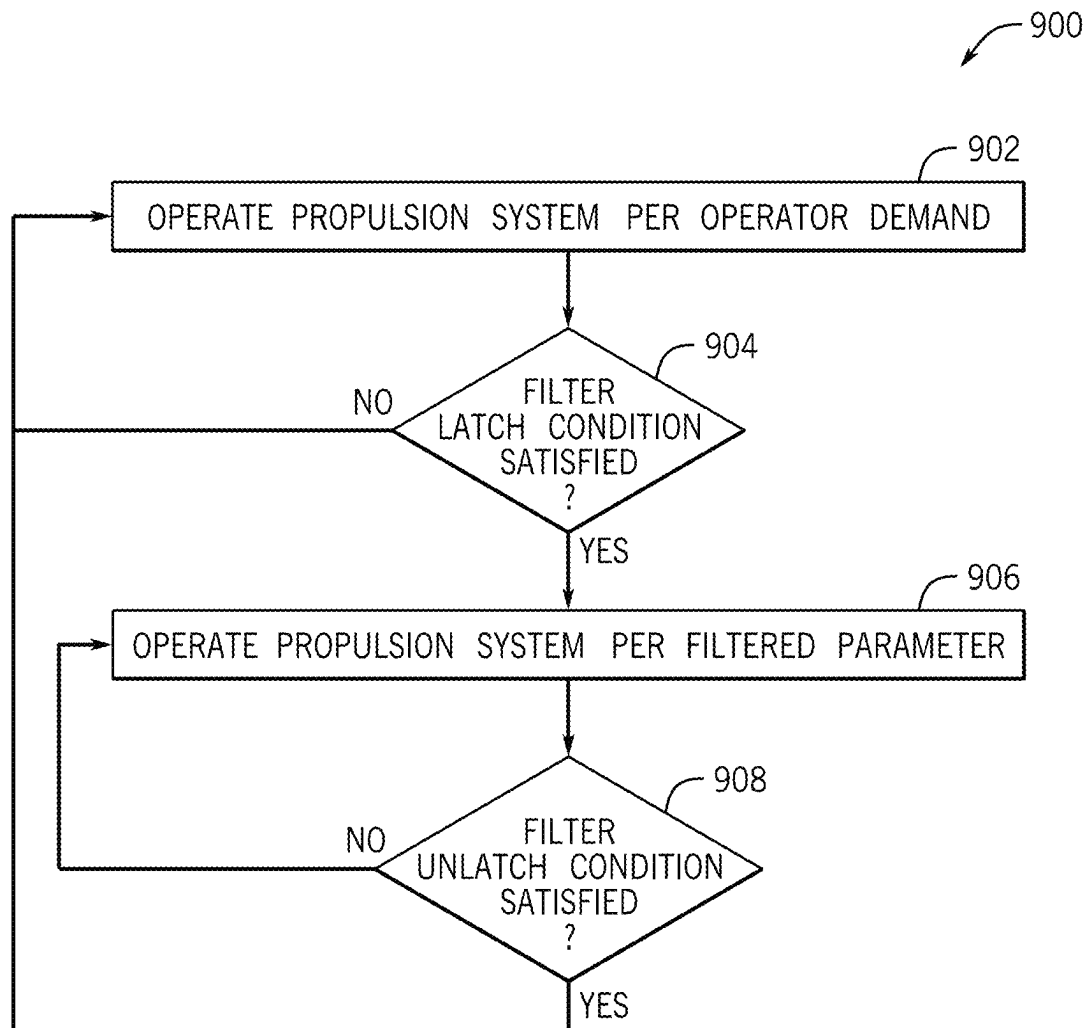 900
902
OPERATE PROPULSION SYSTEM PER OPERATOR DEMAND
904
NO
FILTER
LATCH CONDITION
SATISFIED
?
YES
906
OPERATE PROPULSION SYSTEM PER FILTERED PARAMETER
908
NO
FILTER
UNLATCH CONDITION
SATISFIED
?
YES